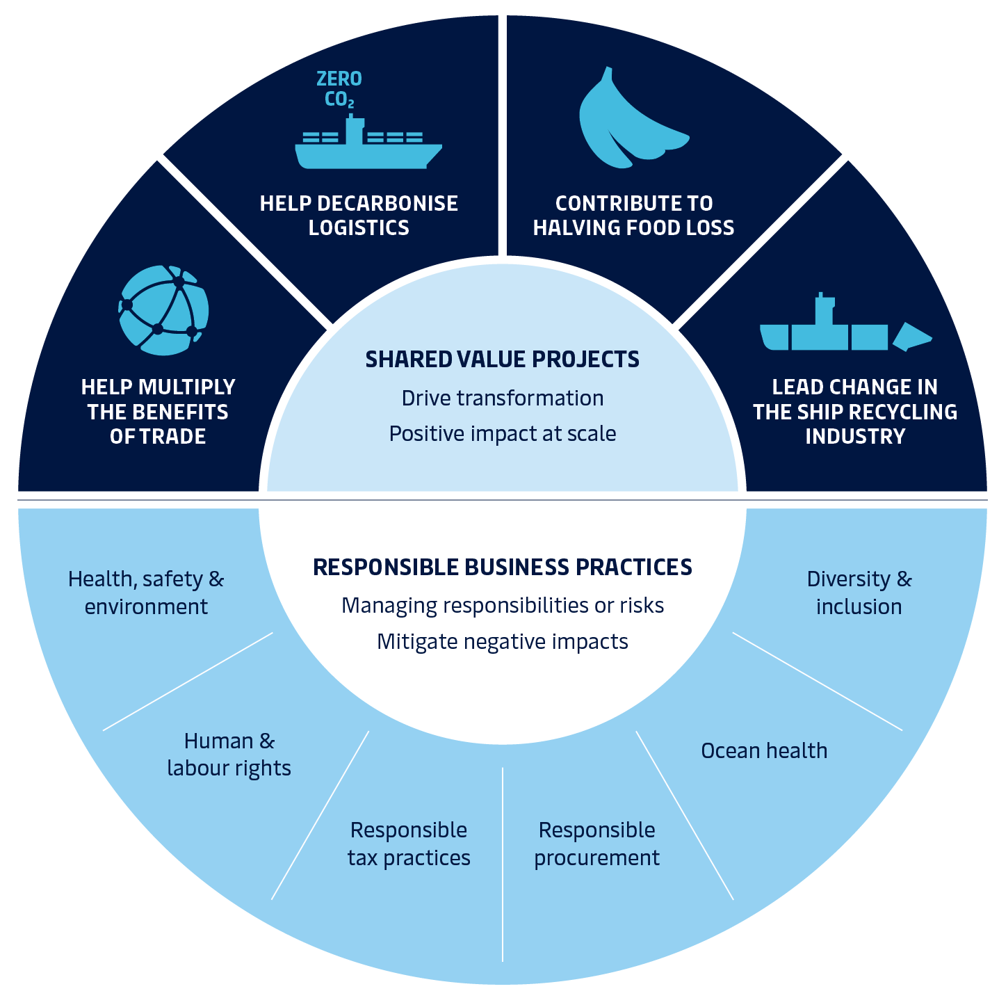 ZERO
CO₂
HELP DECARBONISE
LOGISTICS
CONTRIBUTE TO
HALVING FOOD LOSS
HELP MULTIPLY
THE BENEFITS
OF TRADE
SHARED VALUE PROJECTS
Drive transformation
Positive impact at scale
LEAD CHANGE IN
THE SHIP RECYCLING
INDUSTRY
RESPONSIBLE BUSINESS PRACTICES
Managing responsibilities or risks
Mitigate negative impacts
Health, safety &
environment
Human &
labour rights
Responsible
tax practices
Responsible
procurement
Ocean health
Diversity &
inclusion